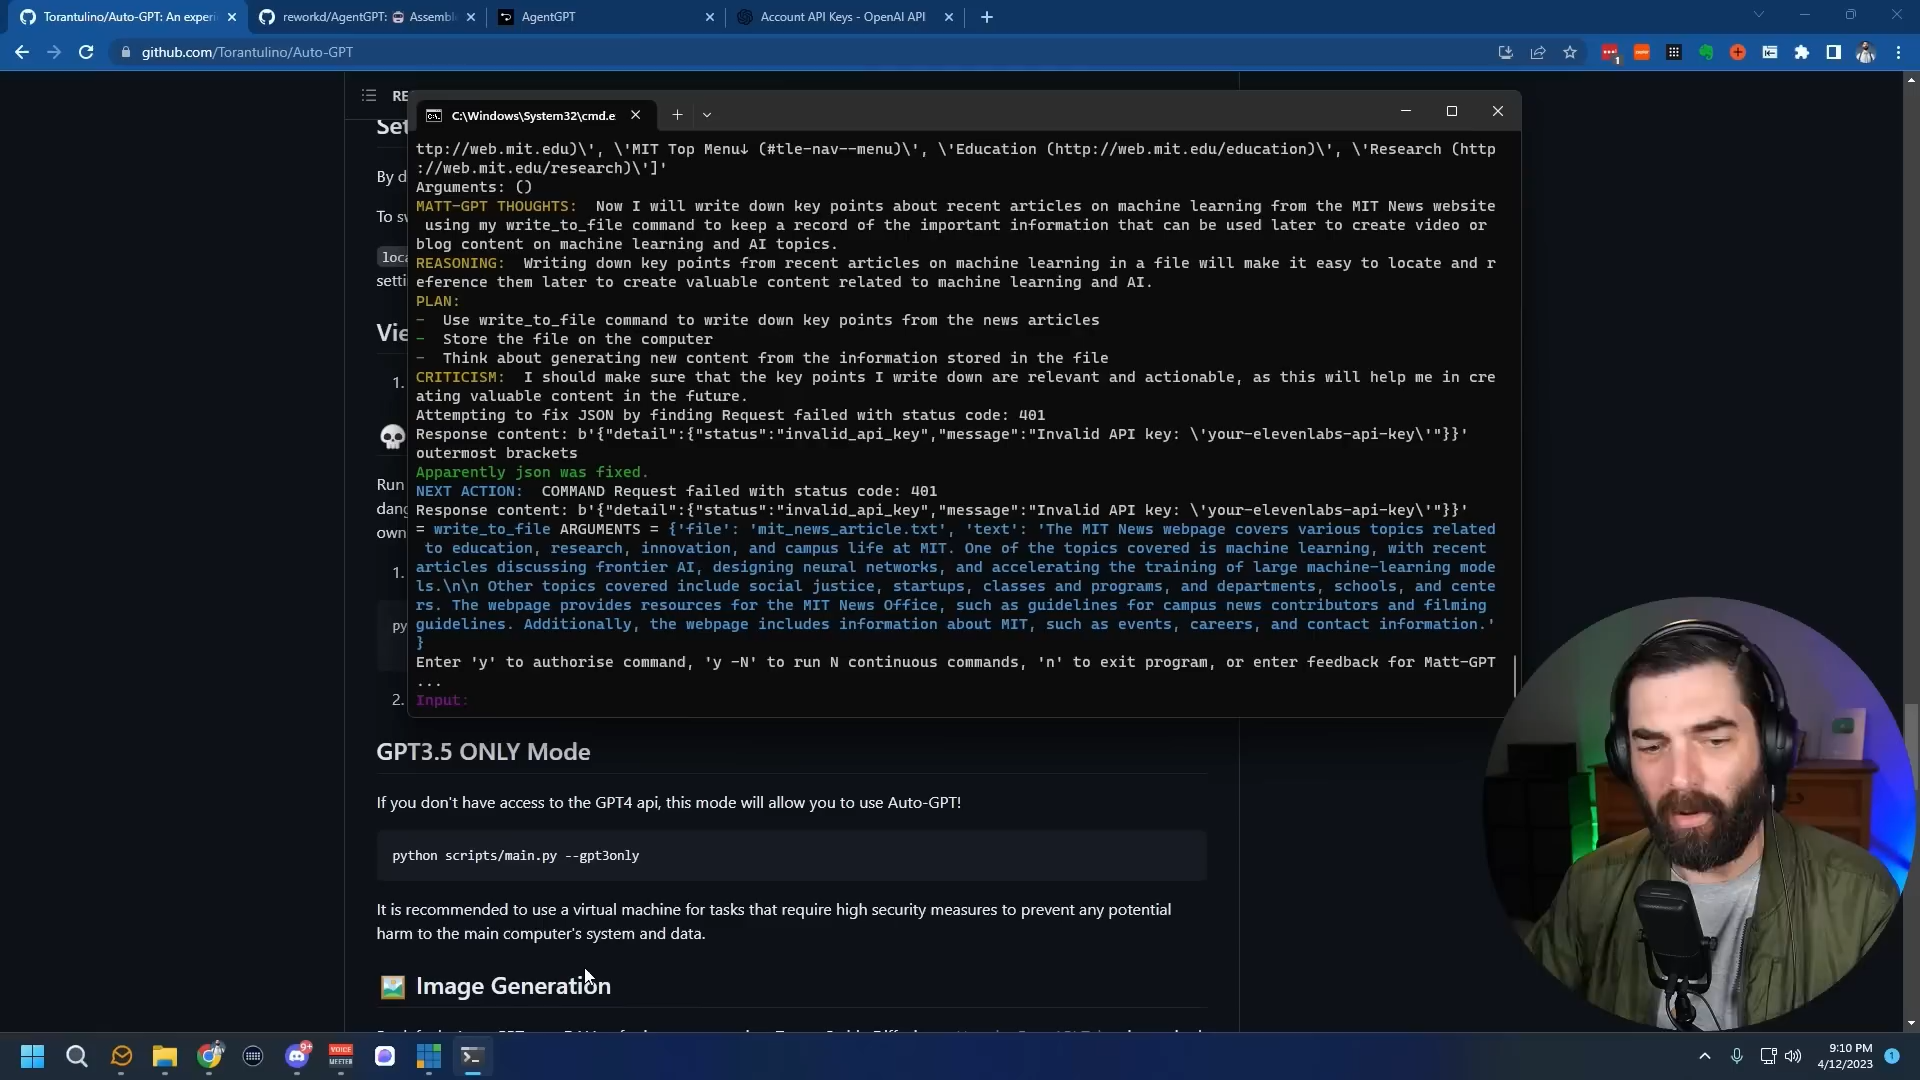 Torantulino/Auto-GPT: An experi
reworkd/AgentGPT: 🤖 Assembl
AgentGPT
Account API Keys - OpenAI API
github.com/Torantulino/Auto-GPT
1
RE
C:\Windows\System32\cmd.e
Set
ttp://web.mit.edu)\', \'MIT Top Menu↓ (#tle-nav--menu)\', \'Education (http://web.mit.edu/education)\', \'Research (http
://web.mit.edu/research)\']'
By d
Arguments: ()
MATT-GPT THOUGHTS:  Now I will write down key points about recent articles on machine learning from the MIT News website
To sv
using my write_to_file command to keep a record of the important information that can be used later to create video or
blog content on machine learning and AI topics.
loca
REASONING:  Writing down key points from recent articles on machine learning in a file will make it easy to locate and r
setti
eference them later to create valuable content related to machine learning and AI.
PLAN:
-  Use write_to_file command to write down key points from the news articles
Vie
-  Store the file on the computer
-  Think about generating new content from the information stored in the file
1.
CRITICISM:  I should make sure that the key points I write down are relevant and actionable, as this will help me in cre
ating valuable content in the future.
Attempting to fix JSON by finding Request failed with status code: 401
Response content: b'{"detail":{"status":"invalid_api_key","message":"Invalid API key: \'your-elevenlabs-api-key\'"}}'
outermost brackets
Apparently json was fixed.
Run
NEXT ACTION:  COMMAND Request failed with status code: 401
dang
Response content: b'{"detail":{"status":"invalid_api_key","message":"Invalid API key: \'your-elevenlabs-api-key\'"}}'
own
= write_to_file ARGUMENTS = {'file': 'mit_news_article.txt', 'text': 'The MIT News webpage covers various topics related
to education, research, innovation, and campus life at MIT. One of the topics covered is machine learning, with recent
1.
articles discussing frontier AI, designing neural networks, and accelerating the training of large machine-learning mode
ls.\n\n Other topics covered include social justice, startups, classes and programs, and departments, schools, and cente
rs. The webpage provides resources for the MIT News Office, such as guidelines for campus news contributors and filming
py
guidelines. Additionally, the webpage includes information about MIT, such as events, careers, and contact information.'
}
Enter 'y' to authorise command, 'y -N' to run N continuous commands, 'n' to exit program, or enter feedback for Matt-GPT
...
2.
Input:
GPT3.5 ONLY Mode
If you don't have access to the GPT4 api, this mode will allow you to use Auto-GPT!
python scripts/main.py --gpt3only
It is recommended to use a virtual machine for tasks that require high security measures to prevent any potential
harm to the main computer's system and data.
Image Generation
9+
VOICE
MEETER
9:10 PM
4/12/2023
1